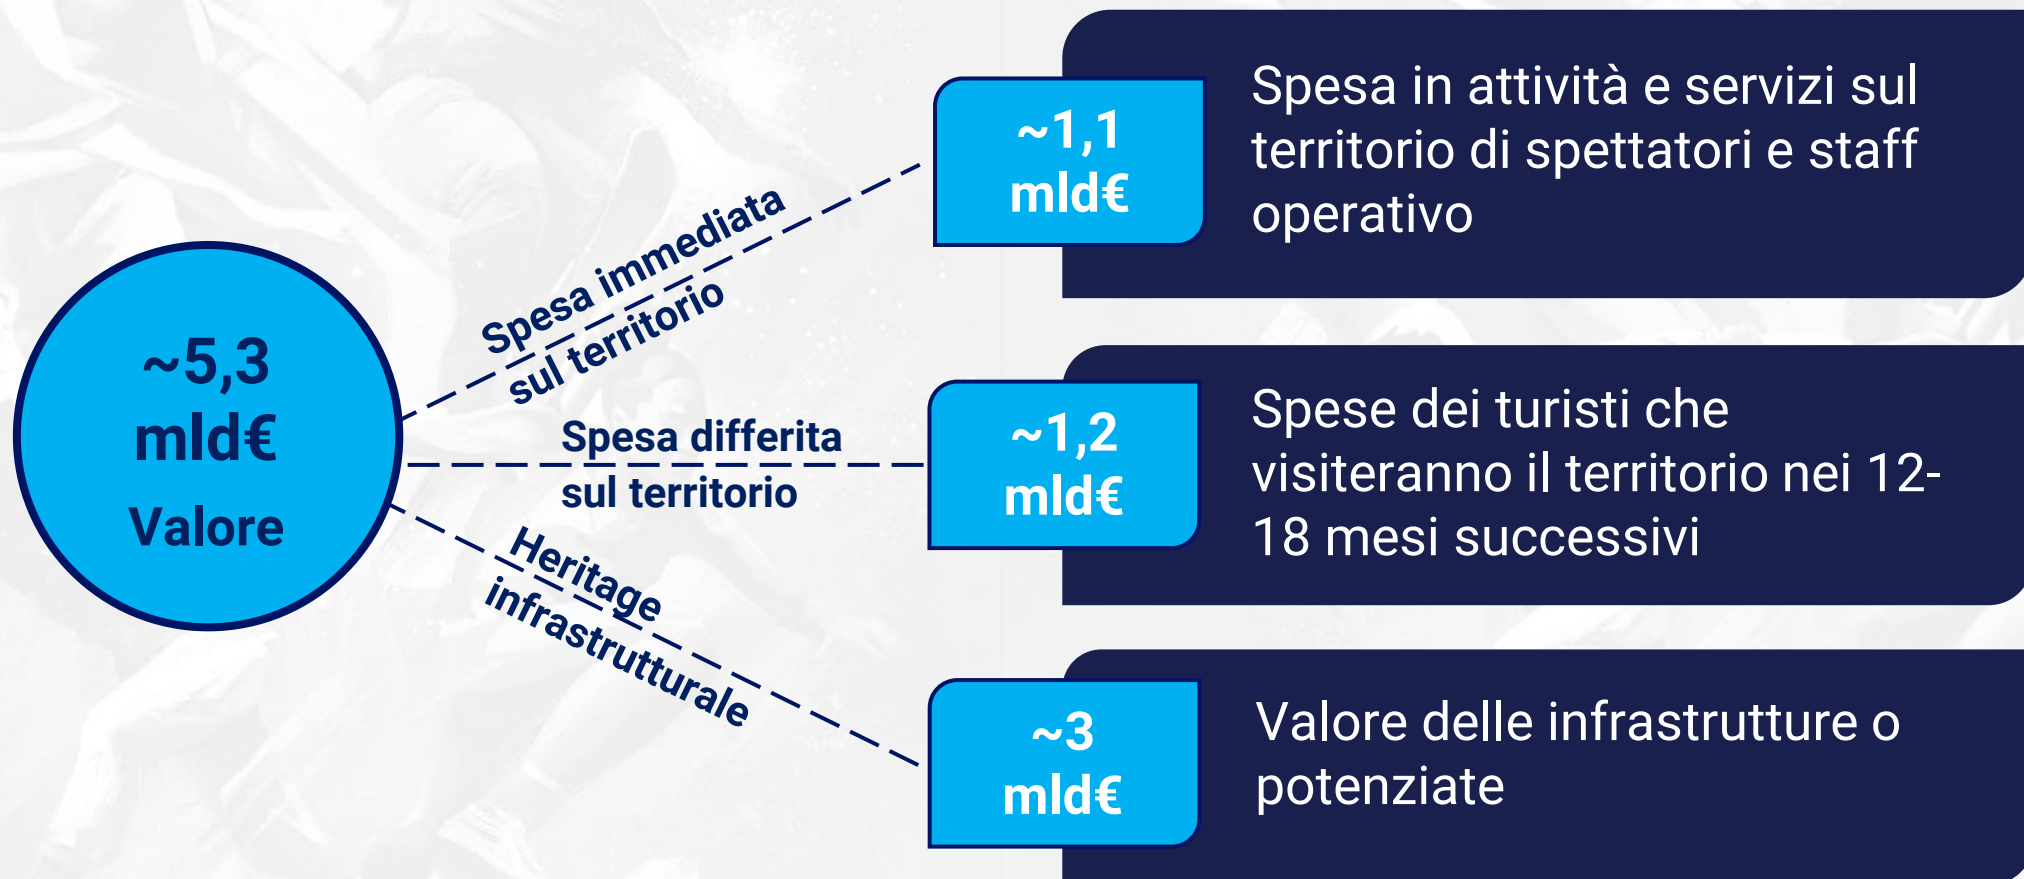 ~5,3
mld€
Valore
Spesa immediata
sul territorio
~1,1
mld€
Spesa in attività e servizi sul
territorio di spettatori e staff
operativo
Spesa differita
sul territorio
~1,2
mld€
Spese dei turisti che
visiteranno il territorio nei 12-
18 mesi successivi
Heritage
infrastrutturale
~3
mld€
Valore delle infrastrutture o
potenziate